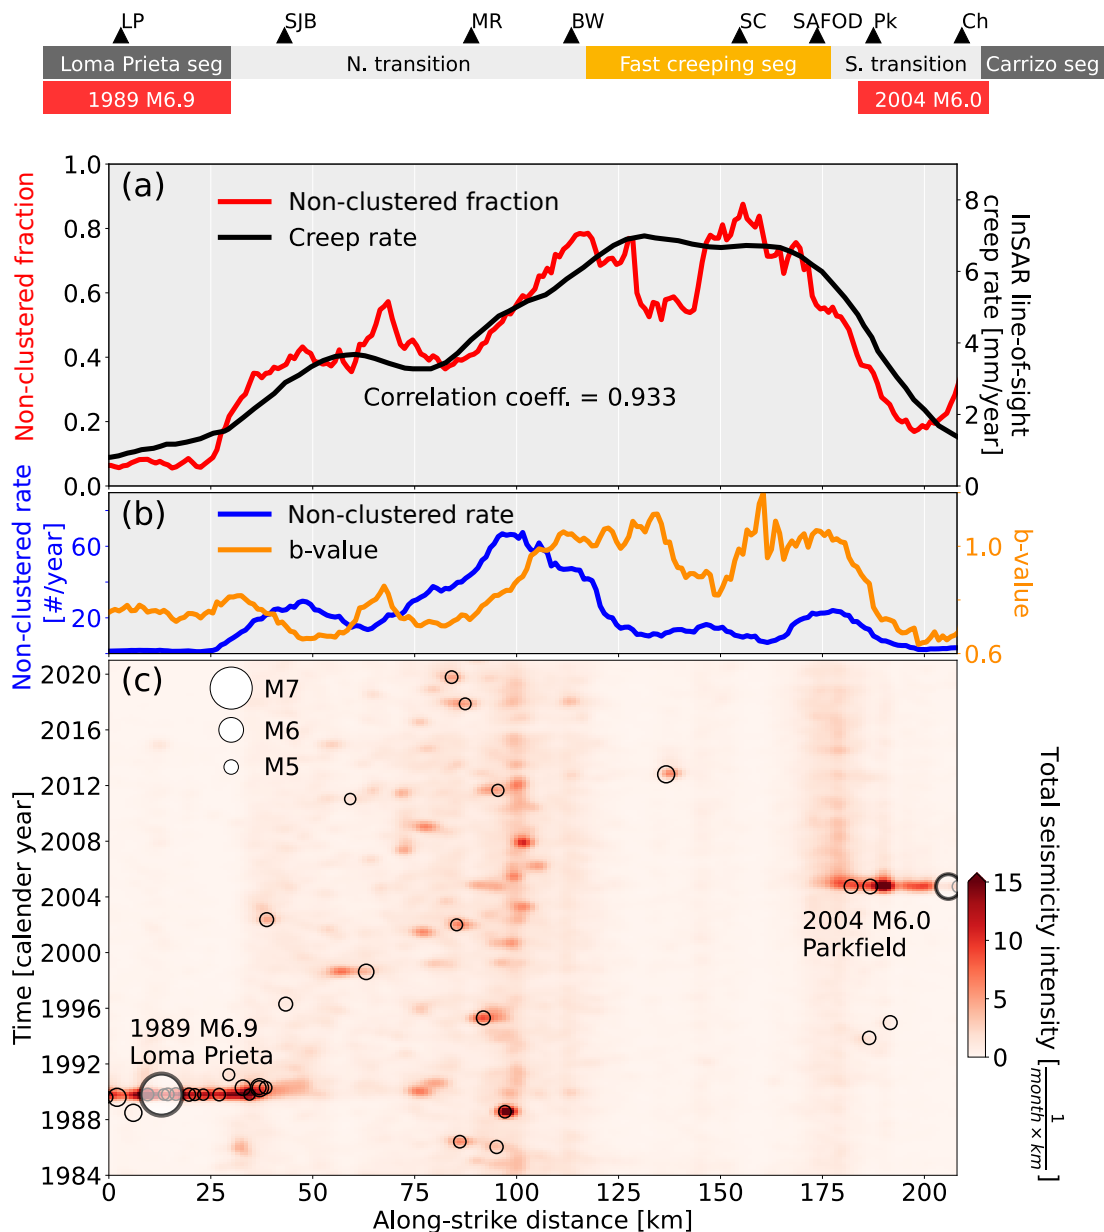 LP SJB MR BW SC SAFOD Pk Ch
Loma Prieta seg N. transition Fast creeping seg S. transition Carrizo seg
1989 M6.9 2004 M6.0
(a)
Non-clustered fraction
Creep rate
Correlation coeff. = 0.933
Non-clustered fraction
1.0
0.8
0.6
0.4
0.2
0.0
8
6
4
2
0
InSAR line-of-sight
creep rate [mm/year]
(b)
Non-clustered rate
b-value
Non-clustered rate
[#/year]
60
20
1.0
0.6
b-value
(c)
M7
M6
M5
1989 M6.9
Loma Prieta
2004 M6.0
Parkfield
Time [calender year]
2020
2016
2012
2008
2004
2000
1996
1992
1988
1984
0 25 50 75 100 125 150 175 200
Along-strike distance [km]
15
10
5
0
Total seismicity intensity [1/month × km]